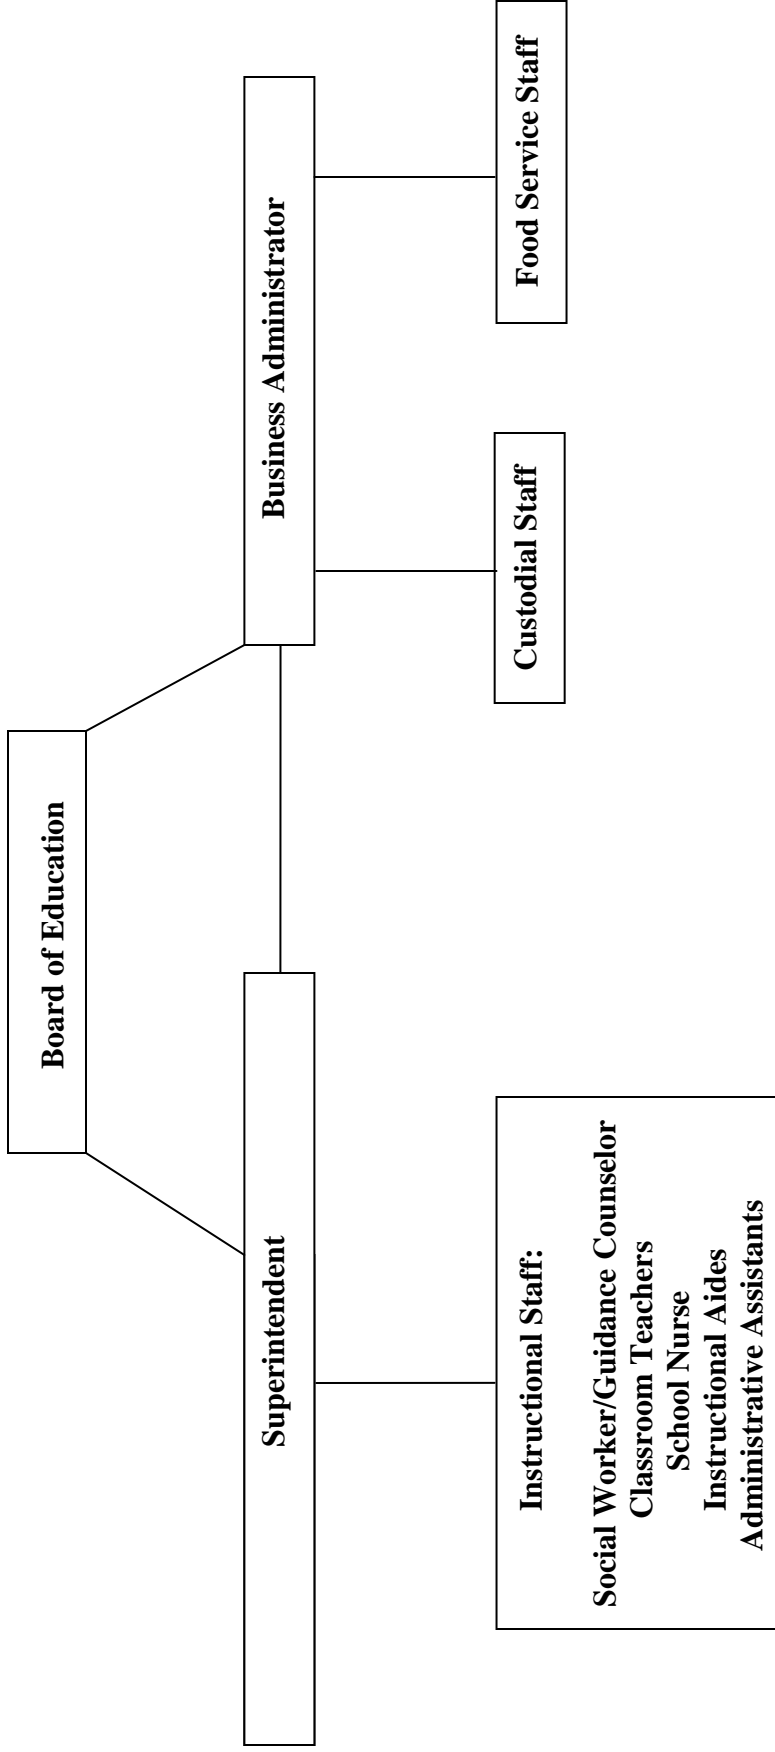 Board of Education
Superintendent
Business Administrator
Instructional Staff:
Social Worker/Guidance Counselor
Classroom Teachers
School Nurse
Instructional Aides
Administrative Assistants
Custodial Staff
Food Service Staff